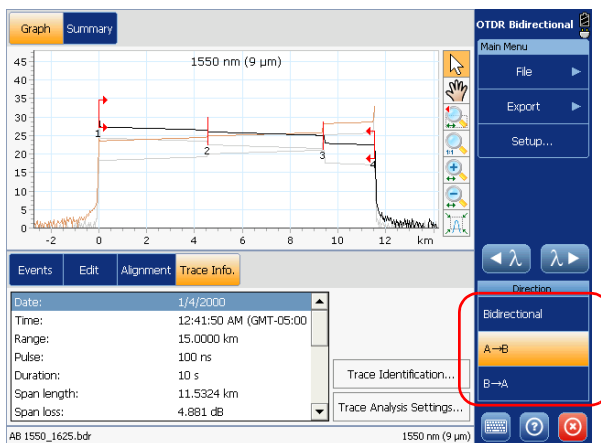 Graph Summary
OTDR Bidirectional
Main Menu
File
Export
Setup...
1550 nm (9 µm)
45
40
35
30
25
20
15
10
5
0
1
2
3
4
-2 0 2 4 6 8 10 12 km
1:1
λ λ
Direction
Bidirectional
A→B
B→A
Events Edit Alignment Trace Info.
Date: 1/4/2000
Time: 12:41:50 AM (GMT-05:00
Range: 15.0000 km
Pulse: 100 ns
Duration: 10 s
Span length: 11.5324 km
Span loss: 4.881 dB
Trace Identification...
Trace Analysis Settings...
AB 1550_1625.bdr 1550 nm (9 µm)
?